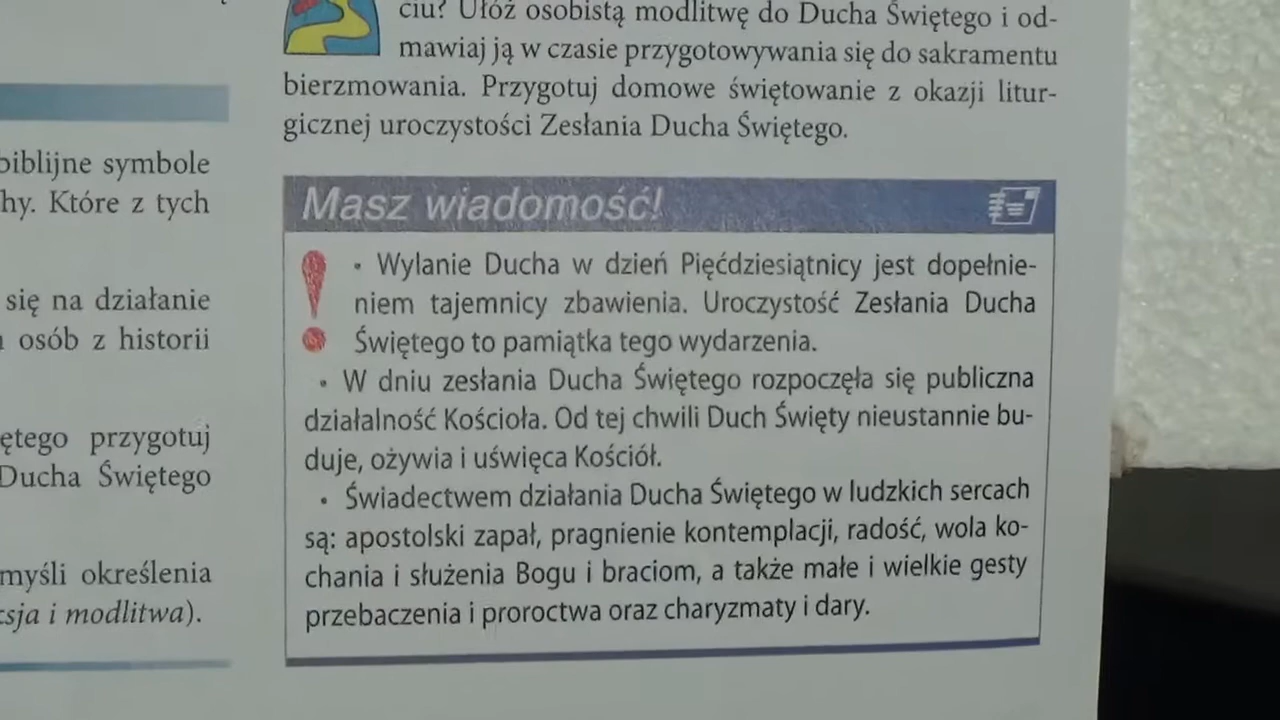 biblijne symbole
hy. Które z tych
się na działanie
osób z historii
ętego przygotuj
Ducha Świętego
myśli określenia
sja i modlitwa).
ciu? Ułóż osobistą modlitwę do Ducha Świętego i od-
mawiaj ją w czasie przygotowywania się do sakramentu
bierzmowania. Przygotuj domowe świętowanie z okazji litur-
gicznej uroczystości Zesłania Ducha Świętego.
Masz wiadomość!
• Wylanie Ducha w dzień Pięćdziesiątnicy jest dopełnie-
niem tajemnicy zbawienia. Uroczystość Zesłania Ducha
Świętego to pamiątka tego wydarzenia.
• W dniu zesłania Ducha Świętego rozpoczęła się publiczna
działalność Kościoła. Od tej chwili Duch Święty nieustannie bu-
duje, ożywia i uświęca Kościół.
• Świadectwem działania Ducha Świętego w ludzkich sercach
są: apostolski zapał, pragnienie kontemplacji, radość, wola ko-
chania i służenia Bogu i braciom, a także małe i wielkie gesty
przebaczenia i proroctwa oraz charyzmaty i dary.